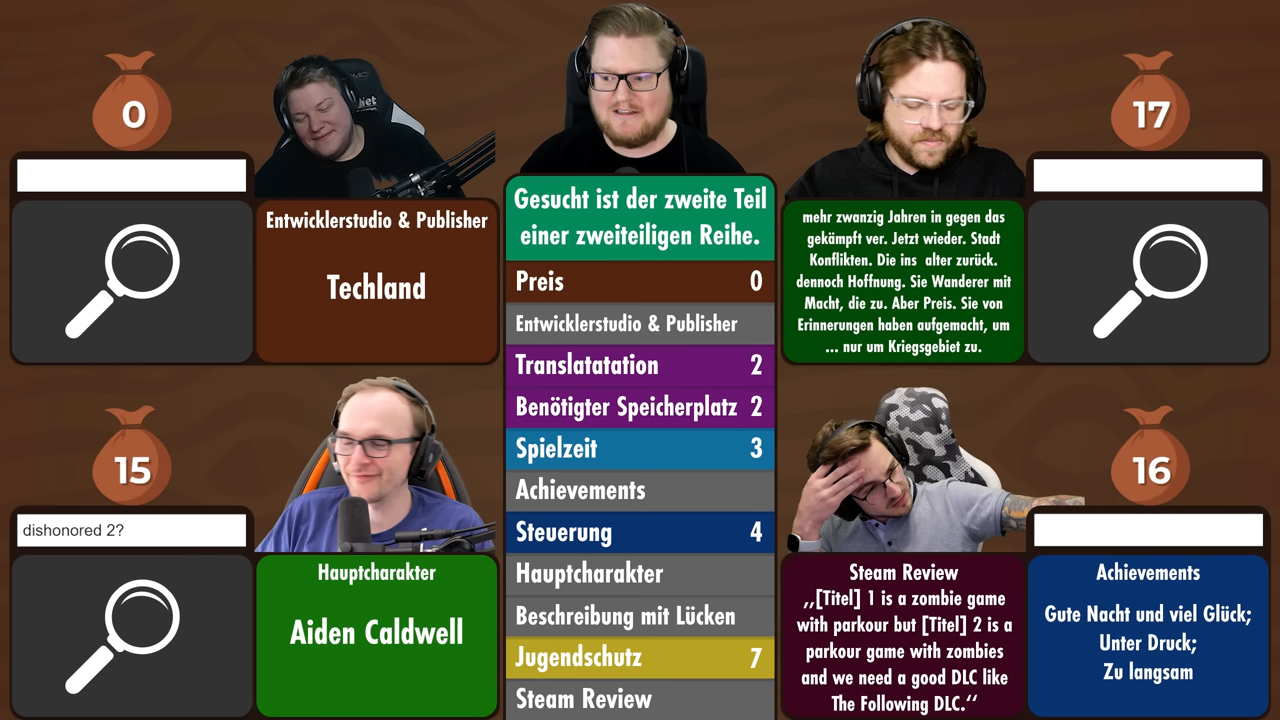 0
Entwicklerstudio & Publisher
Techland
Gesucht ist der zweite Teil
einer zweiteiligen Reihe.
Preis 0
Entwicklerstudio & Publisher
Translatatation 2
Benötigter Speicherplatz 2
Spielzeit 3
Achievements
Steuerung 4
Hauptcharakter
Beschreibung mit Lücken
Jugendschutz 7
Steam Review
mehr zwanzig Jahren in gegen das
gekämpft ver. Jetzt wieder. Stadt
Konflikten. Die ins alter zurück.
dennoch Hoffnung. Sie Wanderer mit
Macht, die zu. Aber Preis. Sie von
Erinnerungen haben aufgemacht, um
... nur um Kriegsgebiet zu.
17
15
dishonored 2?
Hauptcharakter
Aiden Caldwell
Steam Review
,,[Titel] 1 is a zombie game
with parkour but [Titel] 2 is a
parkour game with zombies
and we need a good DLC like
The Following DLC.‘‘
16
Achievements
Gute Nacht und viel Glück;
Unter Druck;
Zu langsam